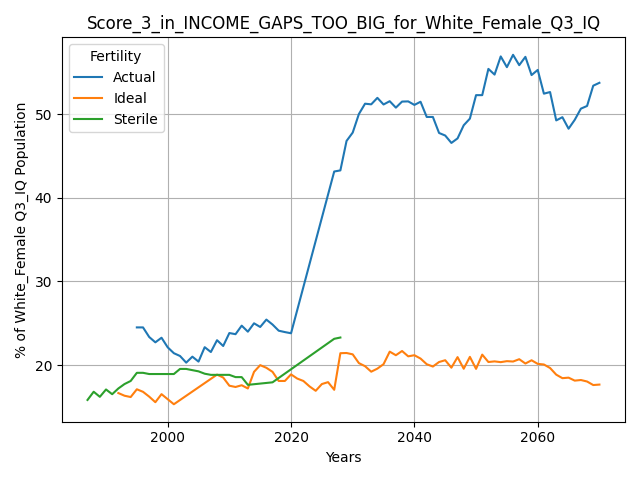 Score_3_in_INCOME_GAPS_TOO_BIG_for_White_Female_Q3_IQ
Fertility
Actual
Ideal
Sterile
% of White_Female Q3_IQ Population
50
40
30
20
2000
2020
2040
2060
Years